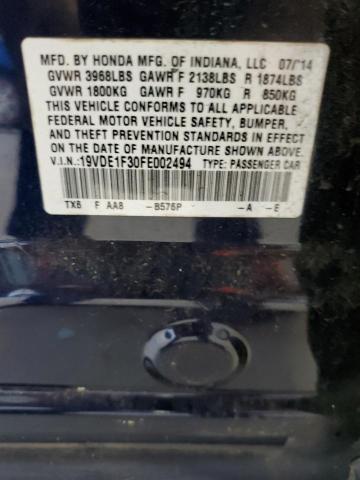 MFD. BY HONDA MFG. OF INDIANA, LLC 07/14
GVWR 3968LBS GAWR F 2138LBS R 1874LBS
GVWR 1800KG GAWR F 970KG R 850KG
THIS VEHICLE CONFORMS TO ALL APPLICABLE
FEDERAL MOTOR VEHICLE SAFETY, BUMPER,
AND THEFT PREVENTION STANDARDS IN EFFECT
ON THE DATE OF MANUFACTURE SHOWN ABOVE.
V.I.N.:19VDE1F30FE002494 TYPE: PASSENGER CAR
TX6 F AA8 -B576P -A -E